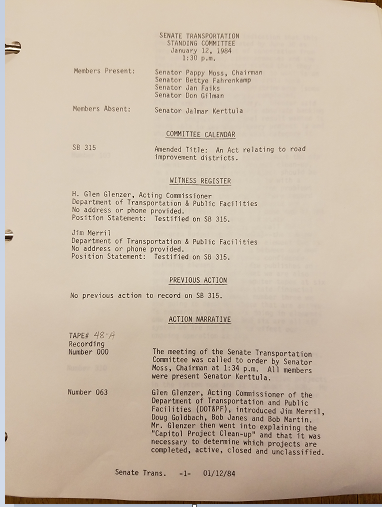 SENATE TRANSPORTATION
STANDING COMMITTEE
January 12, 1984
1:30 p.m.
Members Present: Senator Pappy Moss, Chairman
Senator Bettye Fahrenkamp
Senator Jan Faiks
Senator Don Gilman
Members Absent: Senator Jalmar Kerttula
COMMITTEE CALENDAR
SB 315 Amended Title: An Act relating to road
improvement districts.
WITNESS REGISTER
H. Glen Glenzer, Acting Commissioner
Department of Transportation & Public Facilities
No address or phone provided.
Position Statement: Testified on SB 315.
Jim Merril
Department of Transportation & Public Facilities
No address or phone provided.
Position Statement: Testified on SB 315.
PREVIOUS ACTION
No previous action to record on SB 315.
ACTION NARRATIVE
TAPE# 48-A
Recording
Number 000 The meeting of the Senate Transportation
Committee was called to order by Senator
Moss, Chairman at 1:34 p.m. All members
were present Senator Kerttula.
Number 063 Glen Glenzer, Acting Commissioner of the
Department of Transportation and Public
Facilities (DOT&PF), introduced Jim Merril,
Doug Goldbach, Bob Janes and Bob Martin.
Mr. Glenzer then went into explaining the
"Capitol Project Clean-up" and that it was
necessary to determine which projects are
completed, active, closed and unclassified.
Senate Trans. -1- 01/12/84